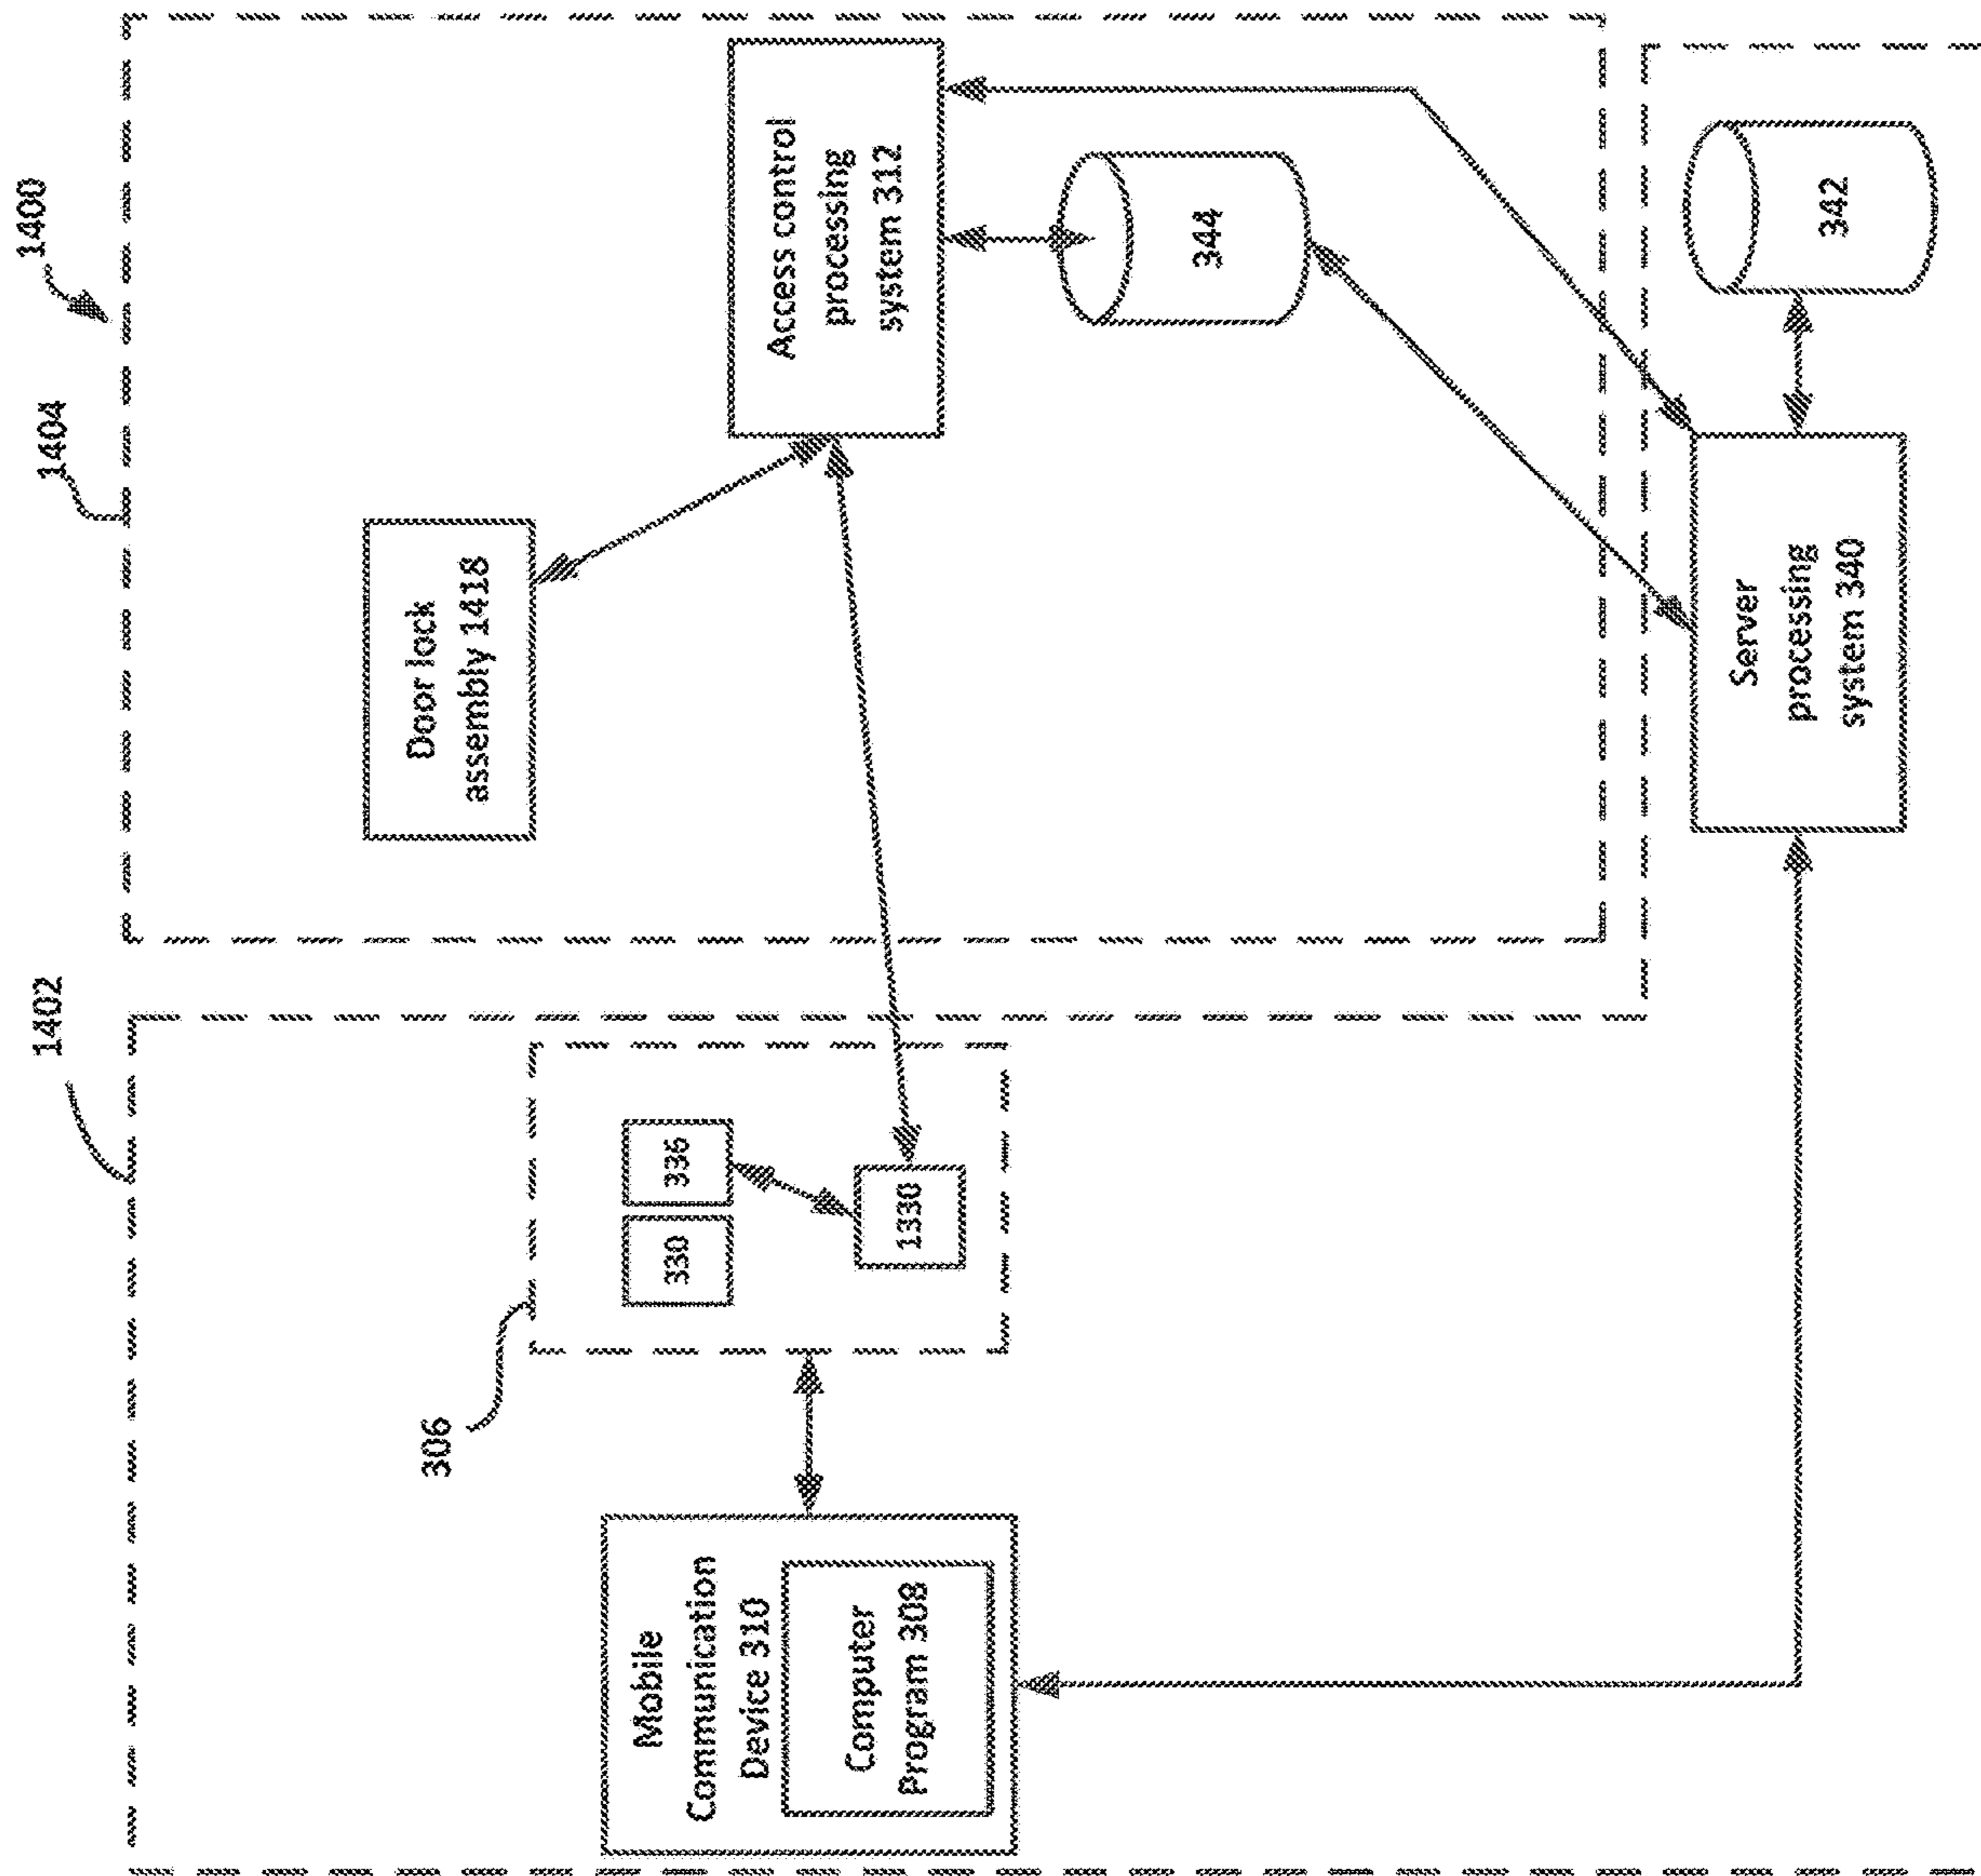 1400
1404
1402
Door lock
assembly 1418
Access control
processing
system 312
344
306
330
336
1330
Mobile
Communication
Device 310
Computer
Program 308
Server
processing
system 340
342